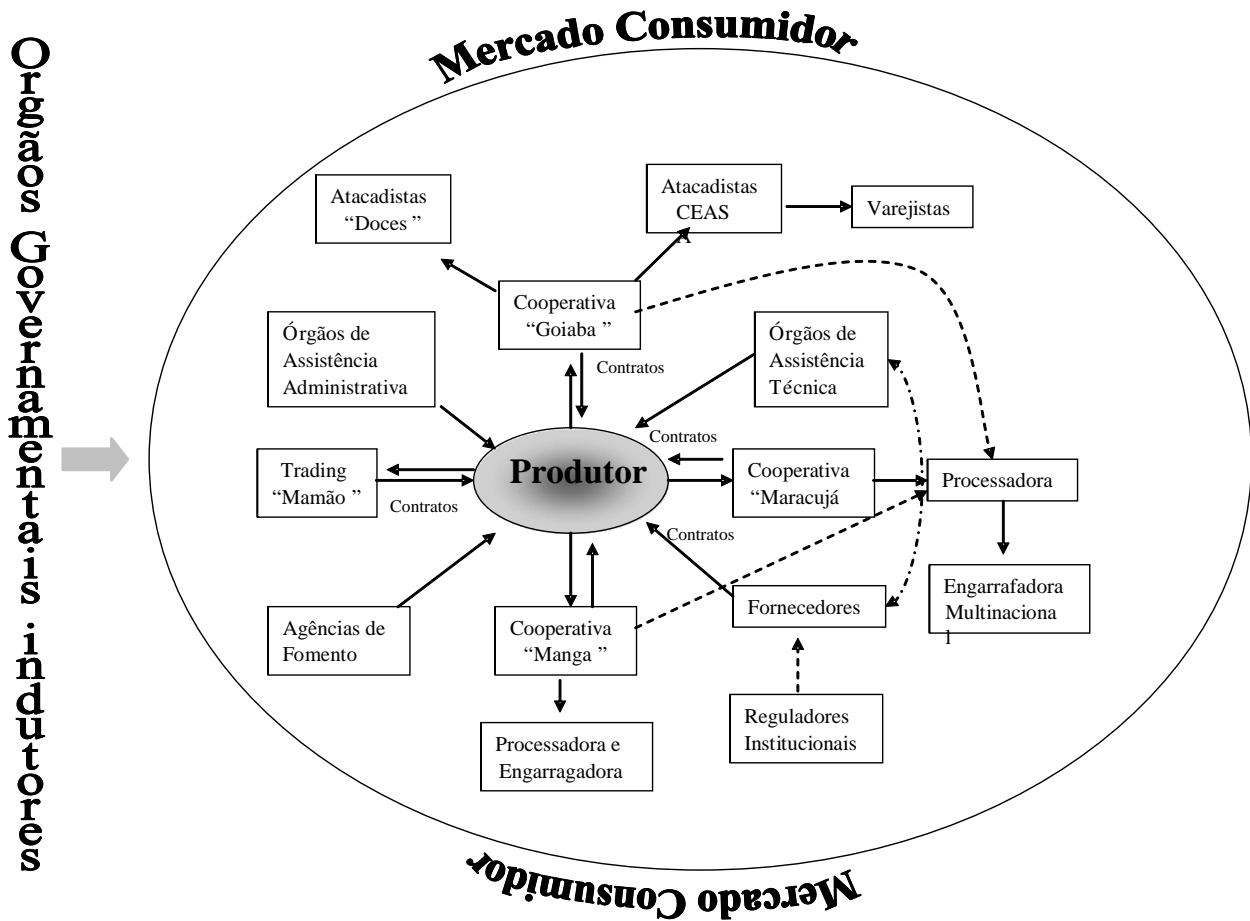 Orgãos Governamentais indutores
Mercado Consumidor
Atacadistas
“Doces ”
Atacadistas
CEAS
A
Varejistas
Cooperativa
“Goiaba ”
Órgãos de
Assistência
Administrativa
Contratos
Órgãos de
Assistência
Técnica
Contratos
Trading
“Mamão ”
Contratos
Produtor
Cooperativa
“Maracujá
Processadora
Contratos
Agências de
Fomento
Cooperativa
“Manga ”
Fornecedores
Engarrafadora
Multinaciona
l
Processadora e
Engarragadora
Reguladores
Institucionais
Mercado Consumidor